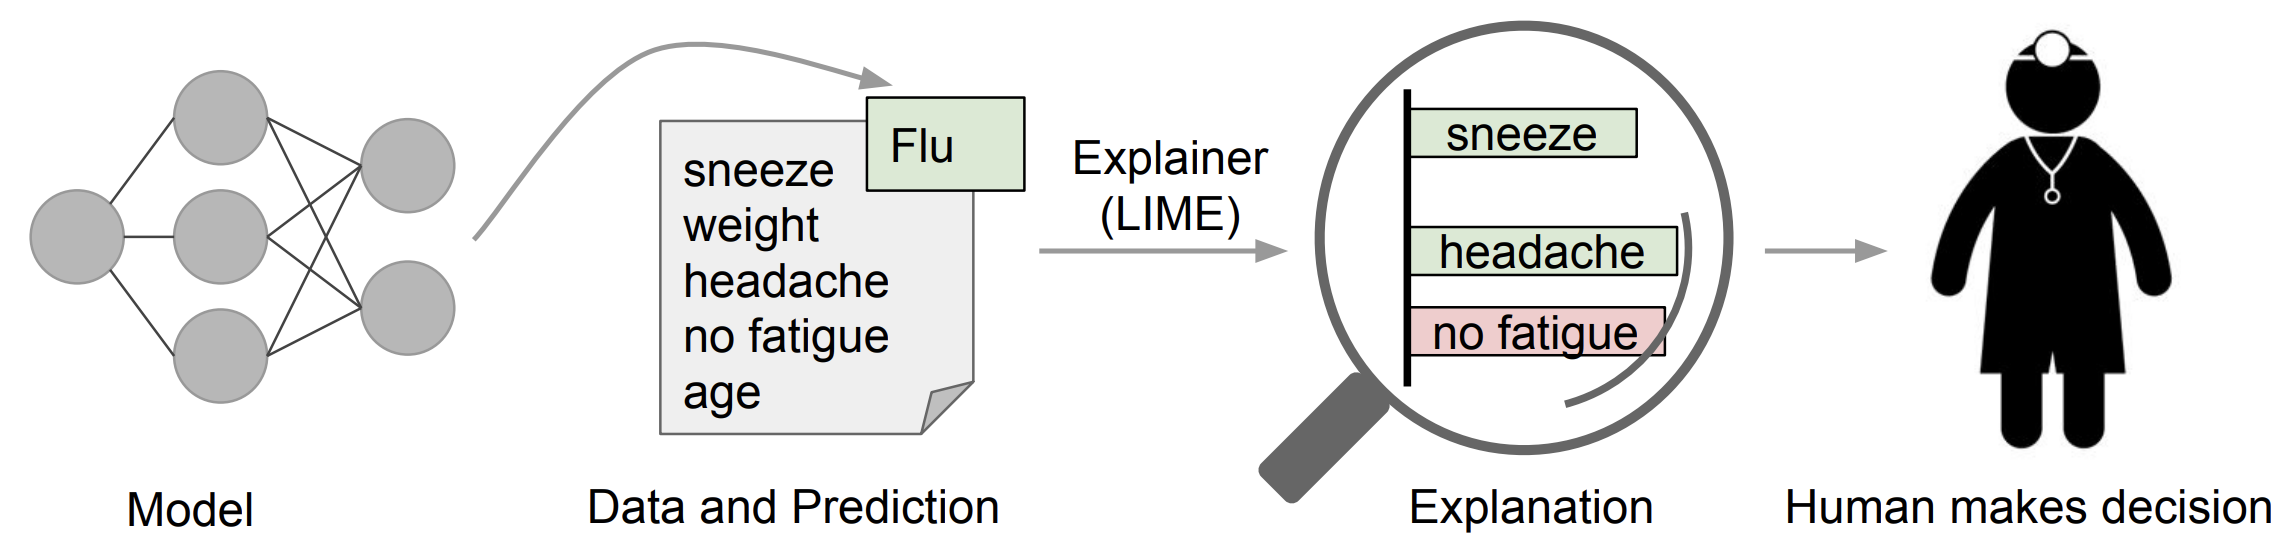 Flu
sneeze
weight
headache
no fatigue
age
Explainer
(LIME)
sneeze
headache
no fatigue
Model
Data and Prediction
Explanation
Human makes decision